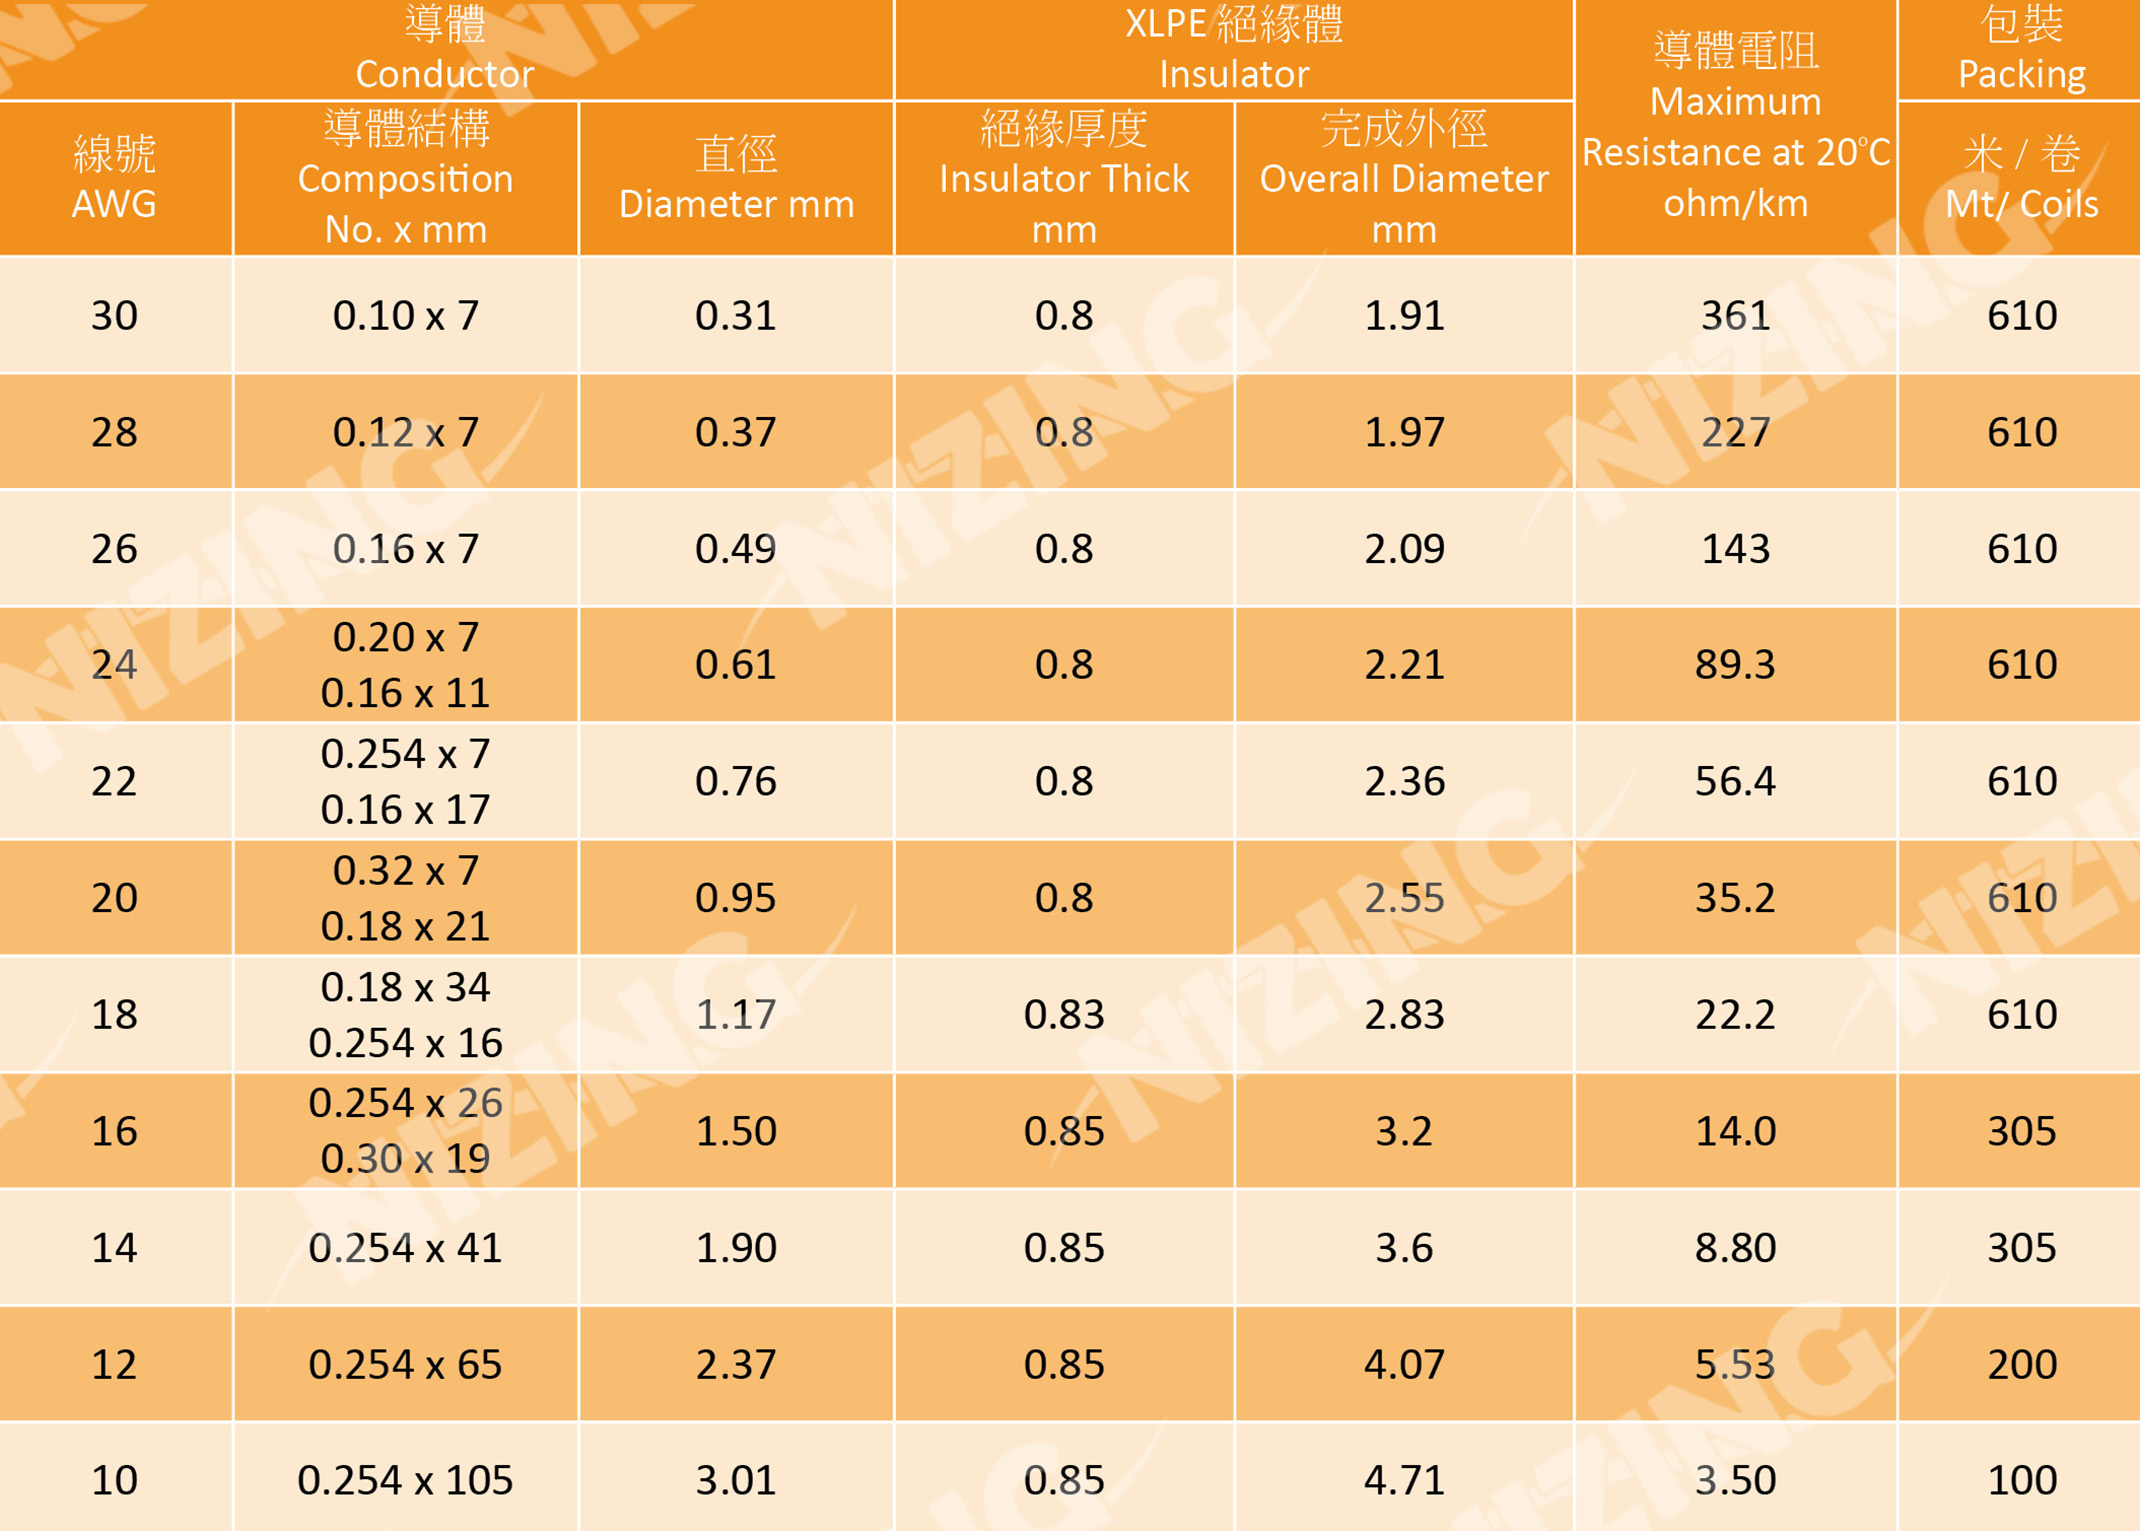 導體
Conductor
XLPE 絕緣體
Insulator
導體電阻
Maximum
Resistance at 20°C
ohm/km
包裝
Packing
線號
AWG
導體結構
Composition
No. x mm
直徑
Diameter mm
絕緣厚度
Insulator Thick
mm
完成外徑
Overall Diameter
mm
米 / 卷
Mt/ Coils
30 0.10 x 7 0.31 0.8 1.91 361 610
28 0.12 x 7 0.37 0.8 1.97 227 610
26 0.16 x 7 0.49 0.8 2.09 143 610
24 0.20 x 7
0.16 x 11 0.61 0.8 2.21 89.3 610
22 0.254 x 7
0.16 x 17 0.76 0.8 2.36 56.4 610
20 0.32 x 7
0.18 x 21 0.95 0.8 2.55 35.2 610
18 0.18 x 34
0.254 x 16 1.17 0.83 2.83 22.2 610
16 0.254 x 26
0.30 x 19 1.50 0.85 3.2 14.0 305
14 0.254 x 41 1.90 0.85 3.6 8.80 305
12 0.254 x 65 2.37 0.85 4.07 5.53 200
10 0.254 x 105 3.01 0.85 4.71 3.50 100
NIZING
NIZING
NIZING
NIZING
NIZING
NIZING
NIZING